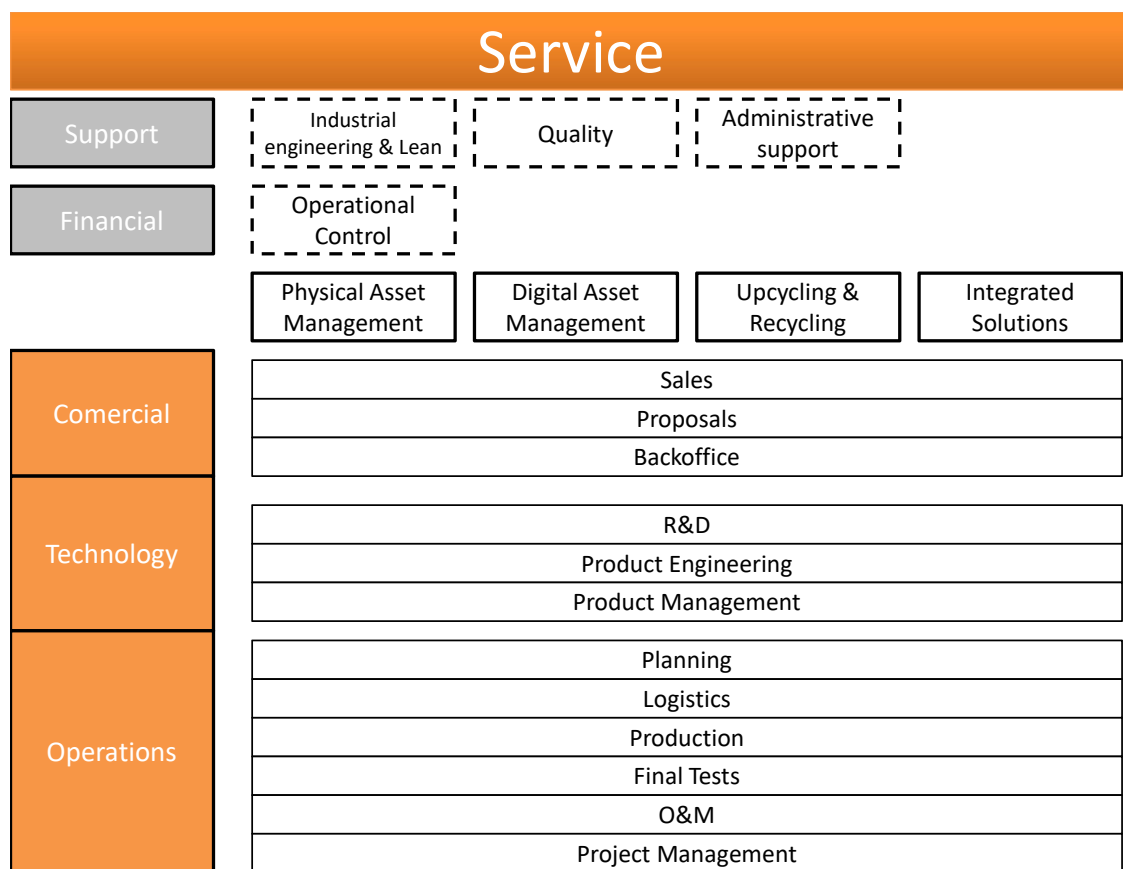 Service
Support
Industrial
engineering & Lean
Quality
Administrative
support
Financial
Operational
Control
Physical Asset
Management
Digital Asset
Management
Upcycling &
Recycling
Integrated
Solutions
Comercial
Sales
Proposals
Backoffice
Technology
R&D
Product Engineering
Product Management
Operations
Planning
Logistics
Production
Final Tests
O&M
Project Management